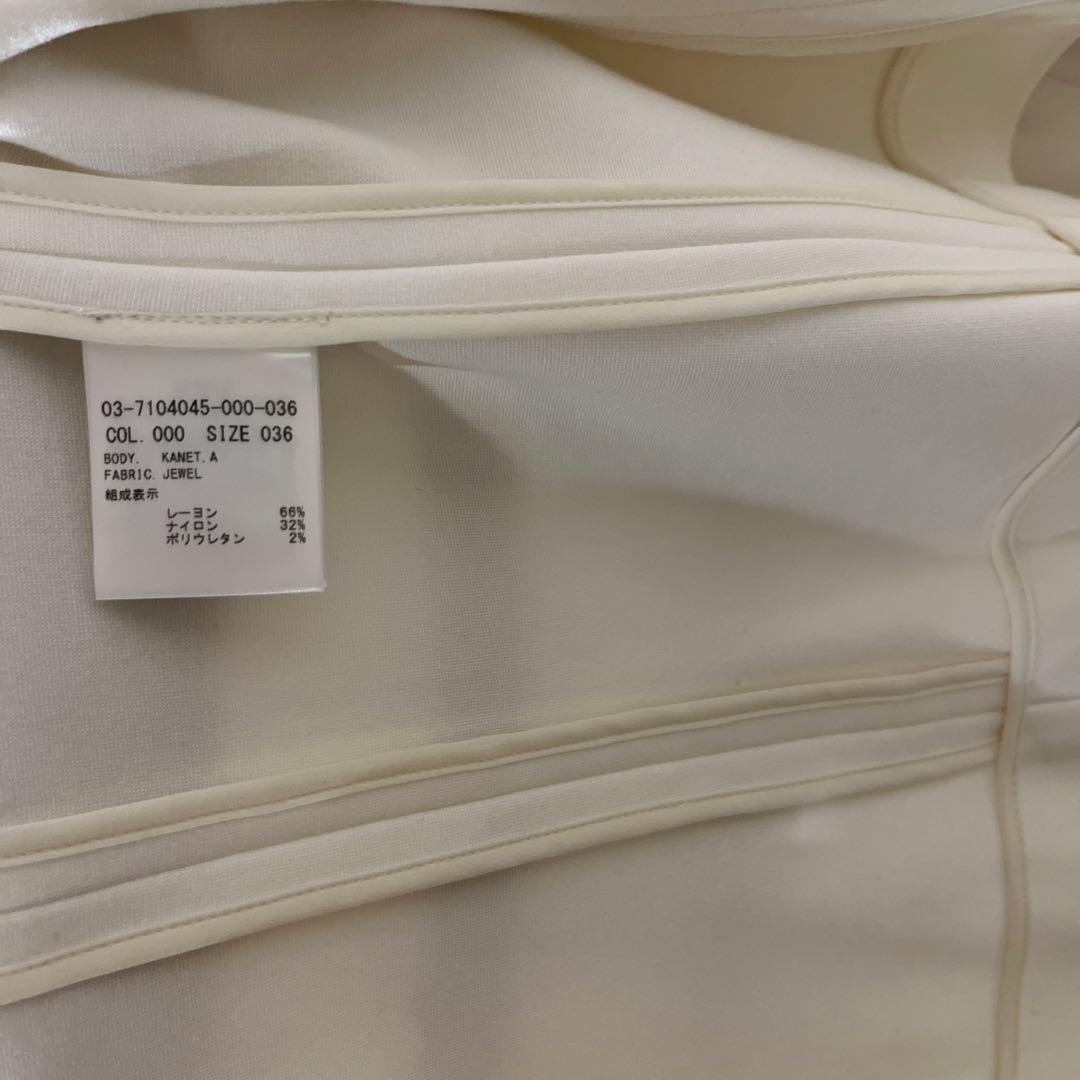 03-7104045-000-036
COL. 000 SIZE 036
BODY. KANET. A
FABRIC. JEWEL
組成表示
レーヨン 66%
ナイロン 32%
ポリウレタン 2%